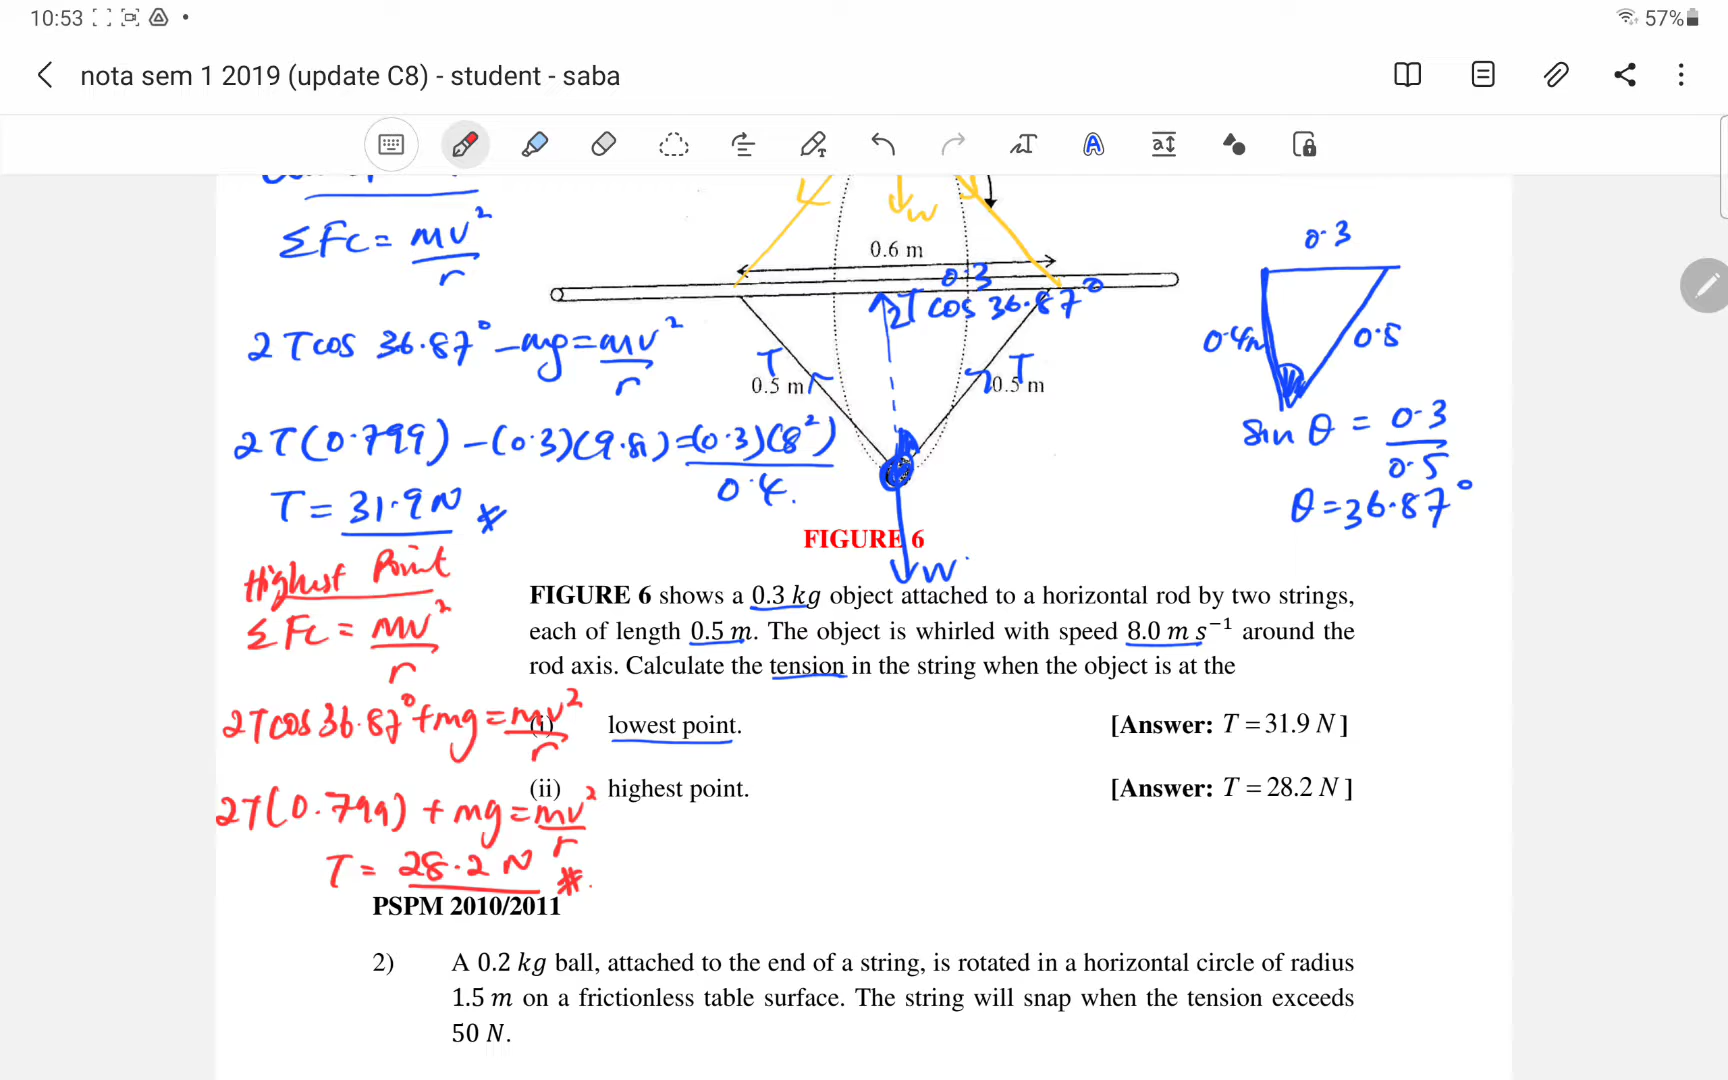 10:53
57%
nota sem 1 2019 (update C8) - student - saba
ΣFc = mv²/r
W
0.6 m
0.3
2T cos 36.87°
2T cos 36.87° - mg = mv²/r
T
0.5 m
T
0.5 m
0.3
0.4m
0.5
2T(0.799) - (0.3)(9.81) = (0.3)(8²)/0.4.
T = 31.9 N *
sin θ = 0.3/0.5
θ = 36.87°
FIGURE 6
W
Highest Point
ΣFc = mv²/r
FIGURE 6 shows a 0.3 kg object attached to a horizontal rod by two strings,
each of length 0.5 m. The object is whirled with speed 8.0 m s⁻¹ around the
rod axis. Calculate the tension in the string when the object is at the
2T cos 36.87° + mg = mv²/r
(i) lowest point. [Answer: T = 31.9 N ]
(ii) highest point. [Answer: T = 28.2 N ]
2T(0.799) + mg = mv²/r
T = 28.2 N *.
PSPM 2010/2011
2) A 0.2 kg ball, attached to the end of a string, is rotated in a horizontal circle of radius
1.5 m on a frictionless table surface. The string will snap when the tension exceeds
50 N.